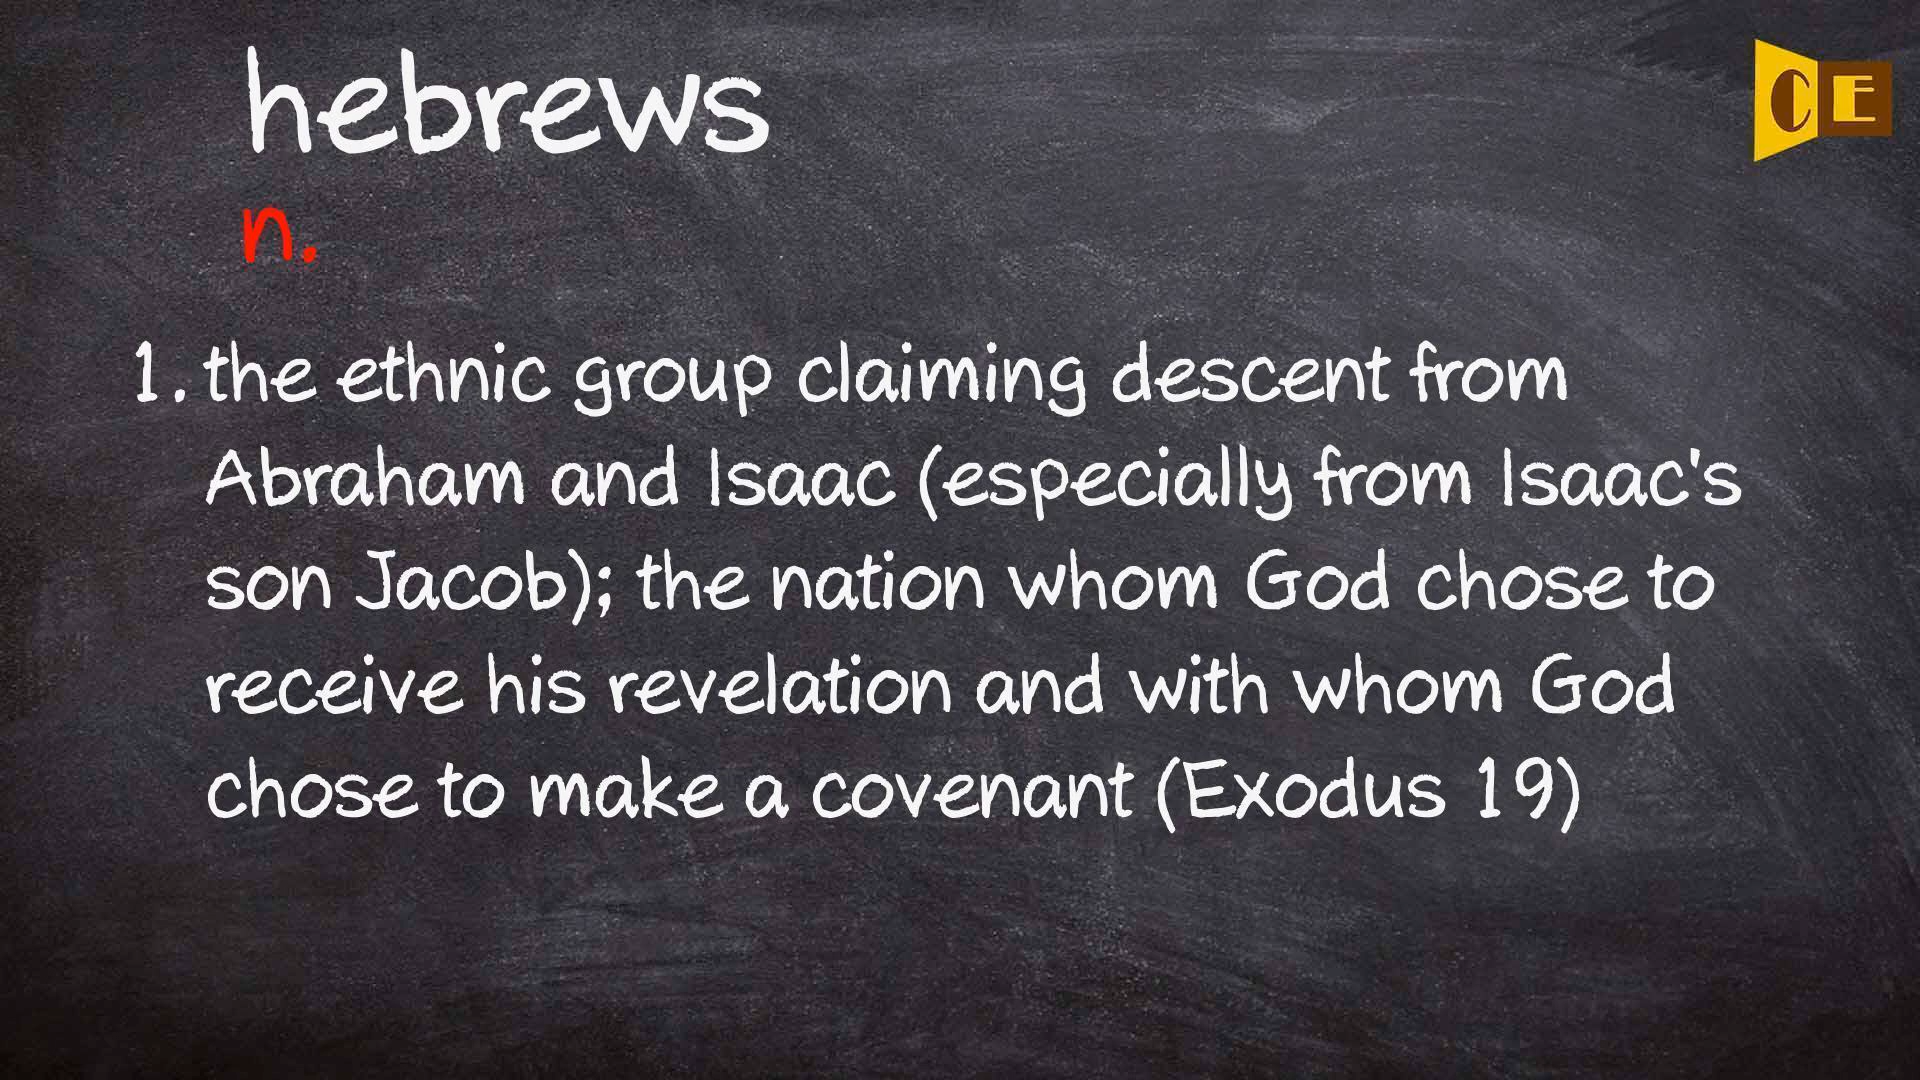 hebrews
CE
n.
1. the ethnic group claiming descent from
Abraham and Isaac (especially from Isaac's
son Jacob); the nation whom God chose to
receive his revelation and with whom God
chose to make a covenant (Exodus 19)